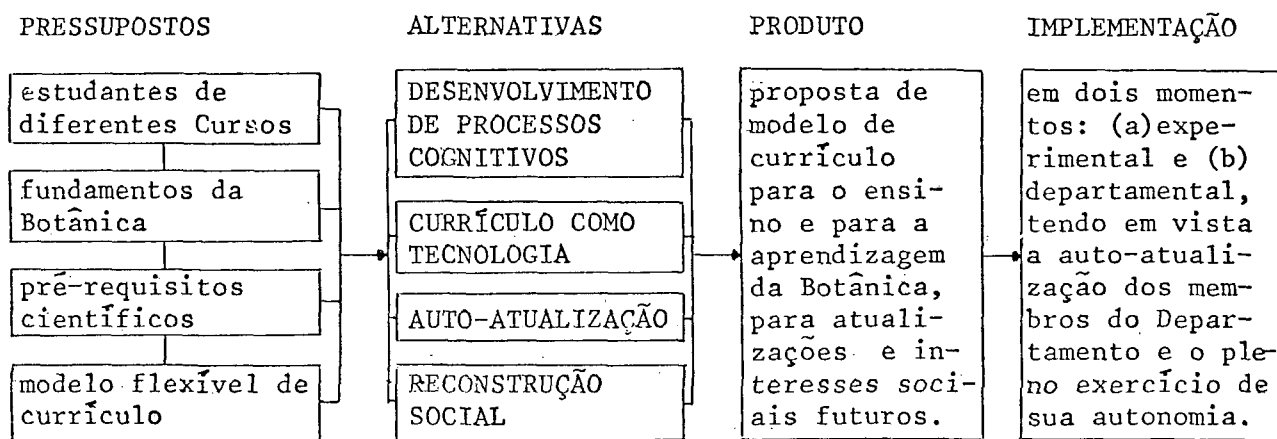 PRESSUPOSTOS
estudantes de
diferentes Cursos
fundamentos da
Botânica
pré-requisitos
científicos
modelo flexível de
currículo
ALTERNATIVAS
DESENVOLVIMENTO
DE PROCESSOS
COGNITIVOS
CURRÍCULO COMO
TECNOLOGIA
AUTO-ATUALIZAÇÃO
RECONSTRUÇÃO
SOCIAL
PRODUTO
proposta de
modelo de
currículo
para o ensi-
no e para a
aprendizagem
da Botânica,
para atuali-
zações e in-
teresses soci-
ais futuros.
IMPLEMENTAÇÃO
em dois momen-
tos: (a)expe-
rimental e (b)
departamental,
tendo em vista
a auto-atuali-
zação dos mem-
bros do Depar-
tamento e o ple-
no exercício de
sua autonomia.